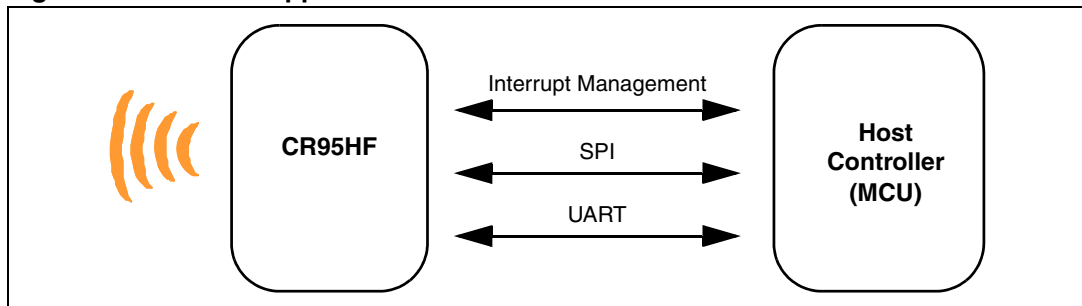 Interrupt Management
CR95HF
SPI
UART
Host
Controller
(MCU)